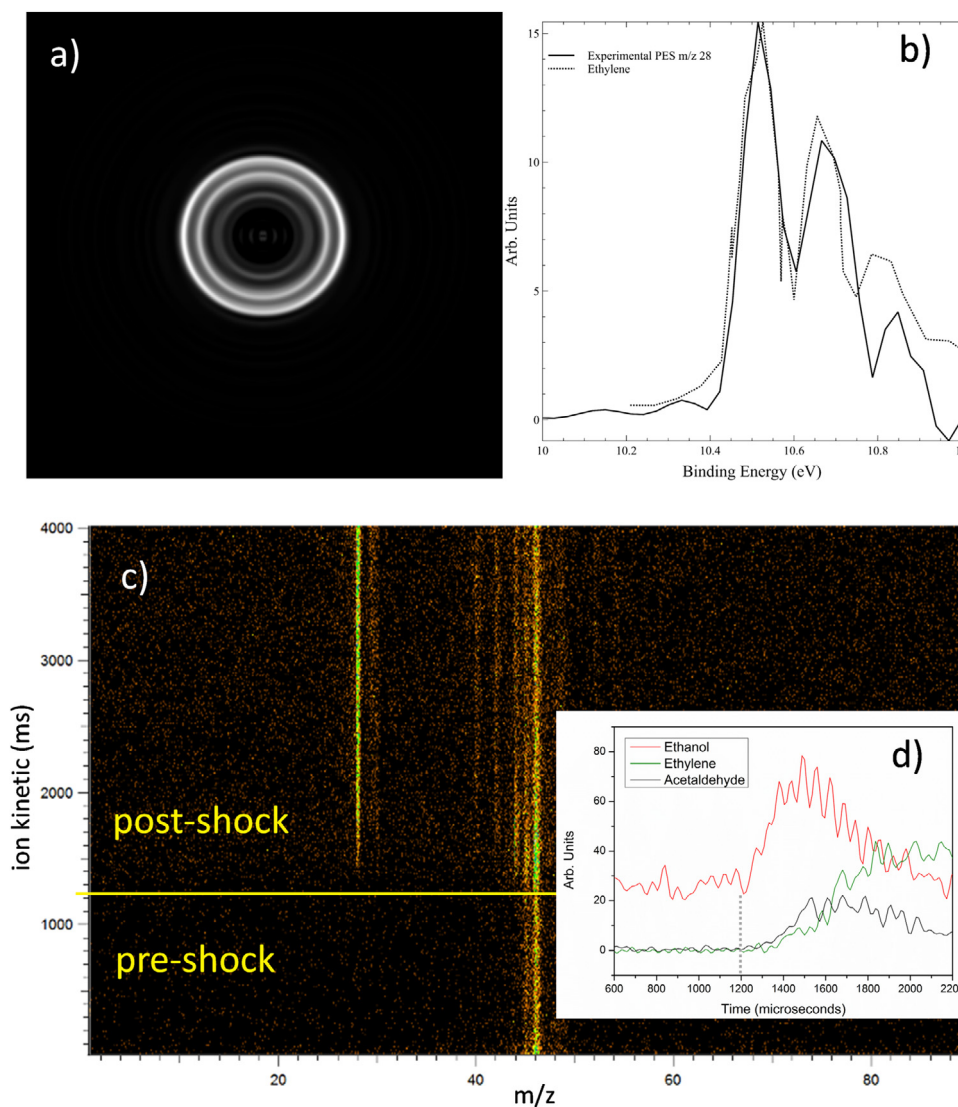 a)
b)
15
10
5
0
Arb. Units
Experimental PES m/z 28
Ethylene
10
10.2
10.4
10.6
10.8
1
Binding Energy (eV)
c)
4000
3000
2000
1000
ion kinetic (ms)
post-shock
pre-shock
20
40
60
80
m/z
d)
Ethanol
Ethylene
Acetaldehyde
80
60
40
20
0
Arb. Units
600
800
1000
1200
1400
1600
1800
2000
220
Time (microseconds)